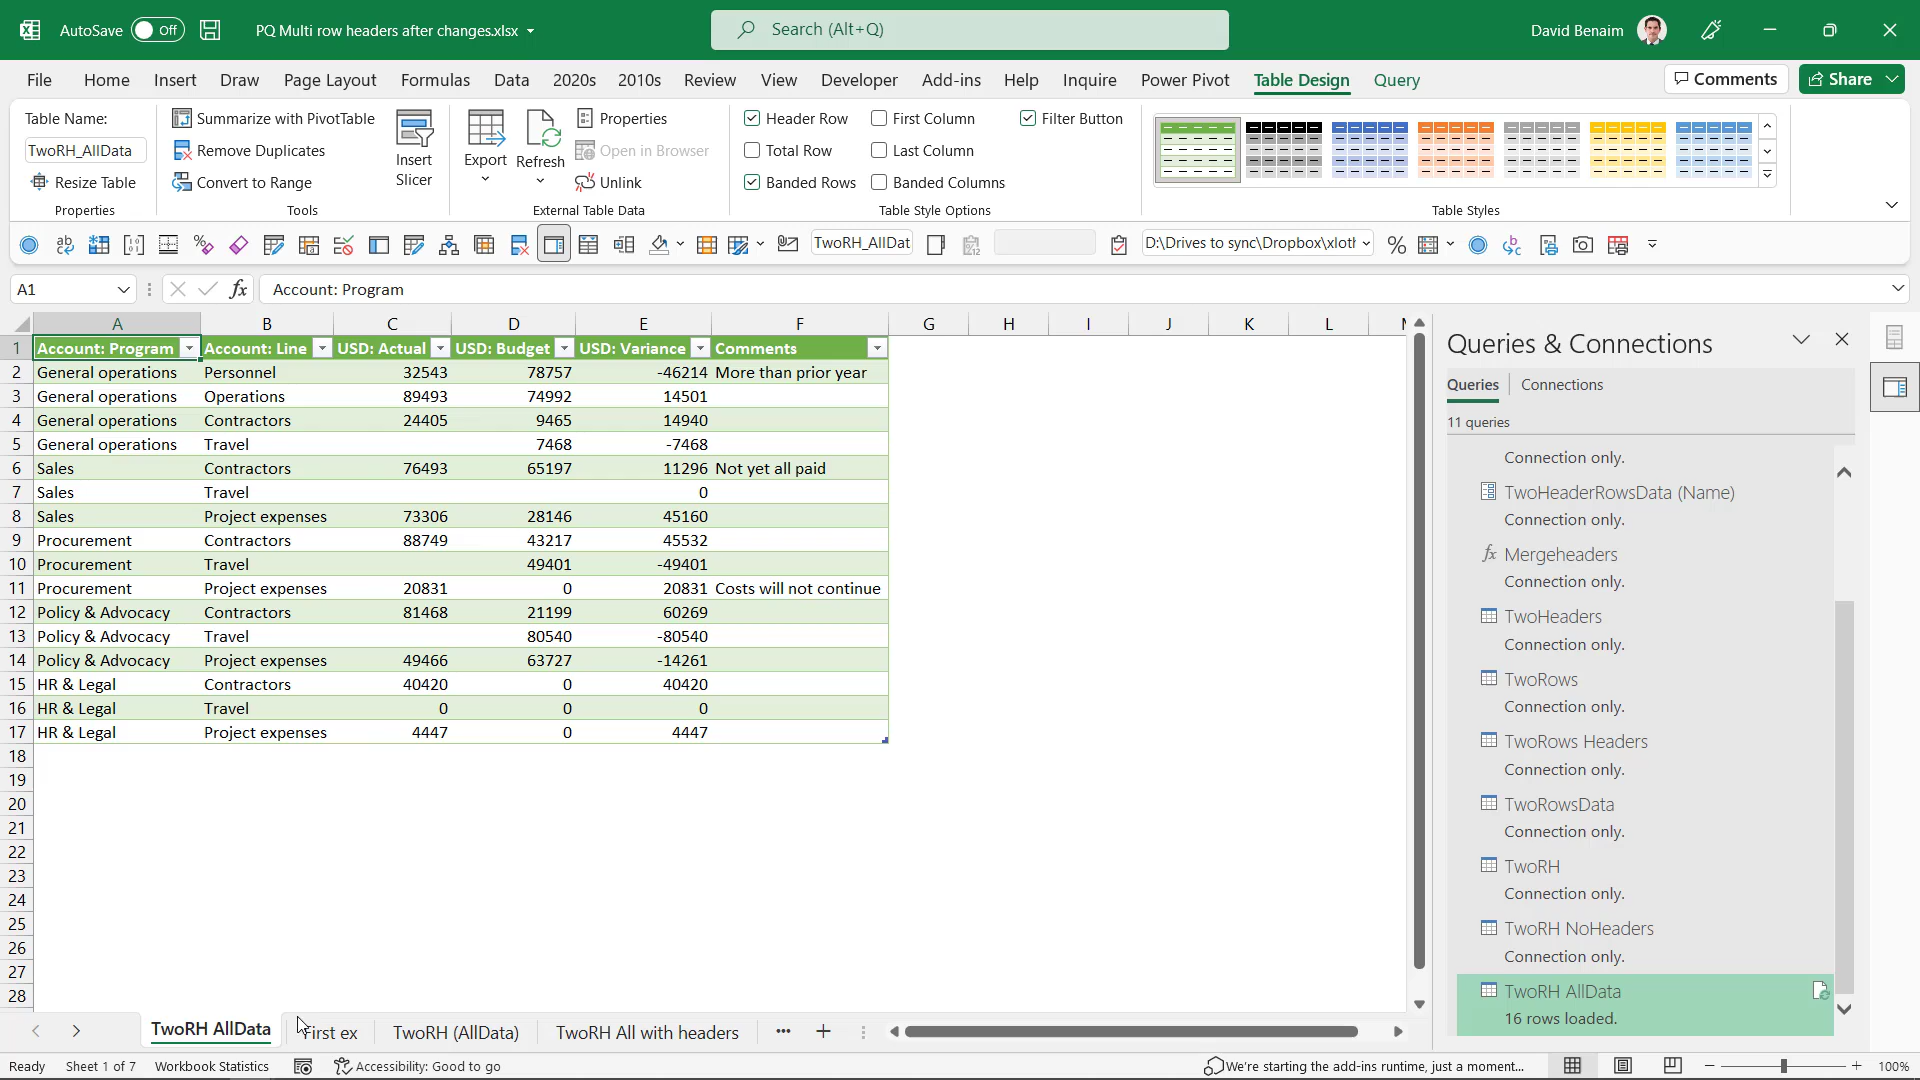 AutoSave Off PQ Multi row headers after changes.xlsx Search (Alt+Q) David Benaim
File Home Insert Draw Page Layout Formulas Data 2020s 2010s Review View Developer Add-ins Help Inquire Power Pivot Table Design Query Comments Share
Table Name:
TwoRH_AllData
Resize Table
Properties
Summarize with PivotTable
Remove Duplicates
Convert to Range
Tools
Insert
Slicer
Export
Refresh
Properties
Open in Browser
Unlink
External Table Data
Header Row First Column Filter Button
Total Row Last Column
Banded Rows Banded Columns
Table Style Options
Table Styles
TwoRH_AllDat D:\Drives to sync\Dropbox\xloth
A1 fx Account: Program
A B C D E F G H I J K L
1 Account: Program Account: Line USD: Actual USD: Budget USD: Variance Comments
2 General operations Personnel 32543 78757 -46214 More than prior year
3 General operations Operations 89493 74992 14501
4 General operations Contractors 24405 9465 14940
5 General operations Travel 7468 -7468
6 Sales Contractors 76493 65197 11296 Not yet all paid
7 Sales Travel 0
8 Sales Project expenses 73306 28146 45160
9 Procurement Contractors 88749 43217 45532
10 Procurement Travel 49401 -49401
11 Procurement Project expenses 20831 0 20831 Costs will not continue
12 Policy & Advocacy Contractors 81468 21199 60269
13 Policy & Advocacy Travel 80540 -80540
14 Policy & Advocacy Project expenses 49466 63727 -14261
15 HR & Legal Contractors 40420 0 40420
16 HR & Legal Travel 0 0 0
17 HR & Legal Project expenses 4447 0 4447
18
19
20
21
22
23
24
25
26
27
28
Queries & Connections
Queries Connections
11 queries
Connection only.
TwoHeaderRowsData (Name)
Connection only.
fx Mergeheaders
Connection only.
TwoHeaders
Connection only.
TwoRows
Connection only.
TwoRows Headers
Connection only.
TwoRowsData
Connection only.
TwoRH
Connection only.
TwoRH NoHeaders
Connection only.
TwoRH AllData
16 rows loaded.
TwoRH AllData First ex TwoRH (AllData) TwoRH All with headers
Ready Sheet 1 of 7 Workbook Statistics Accessibility: Good to go We're starting the add-ins runtime, just a moment... 100%